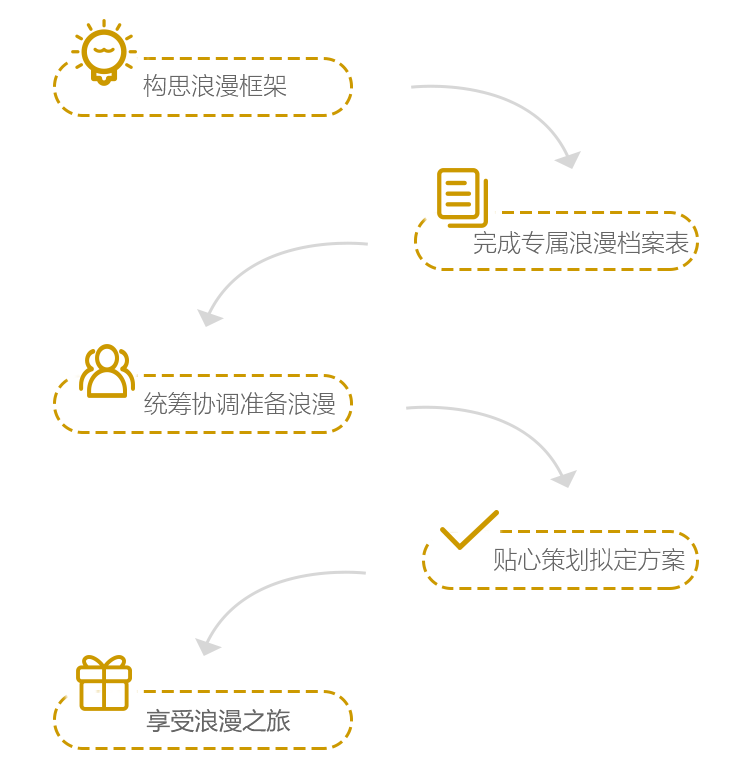 构思浪漫框架
完成专属浪漫档案表
统筹协调准备浪漫
贴心策划拟定方案
享受浪漫之旅